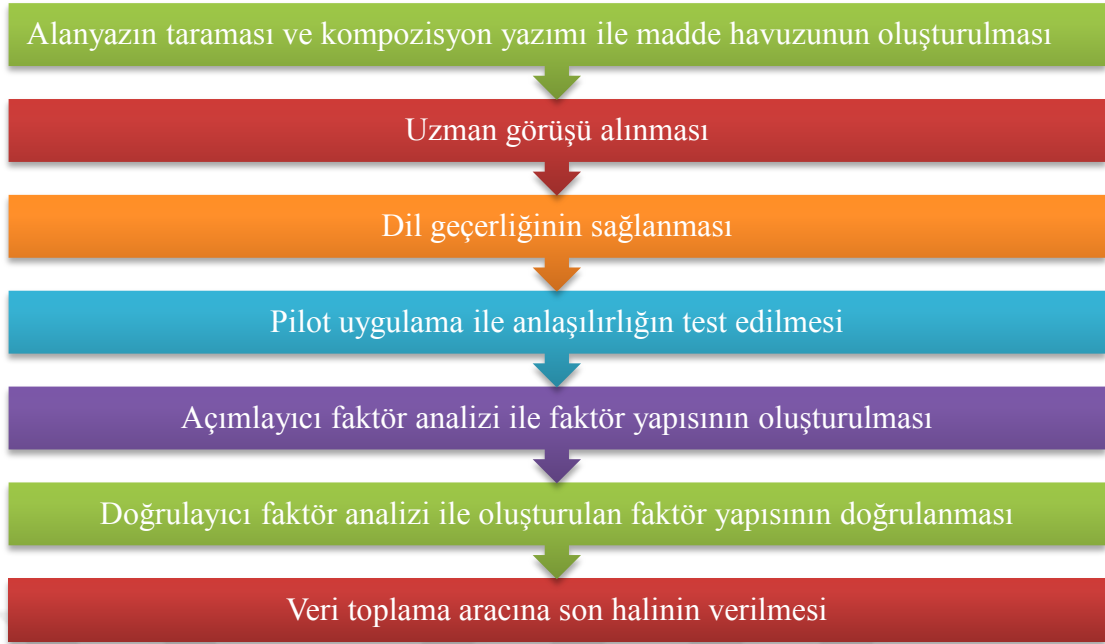 Alanyazın taraması ve kompozisyon yazımı ile madde havuzunun oluşturulması
Uzman görüşü alınması
Dil geçerliğinin sağlanması
Pilot uygulama ile anlaşılırlığın test edilmesi
Açımlayıcı faktör analizi ile faktör yapısının oluşturulması
Doğrulayıcı faktör analizi ile oluşturulan faktör yapısının doğrulanması
Veri toplama aracına son halinin verilmesi